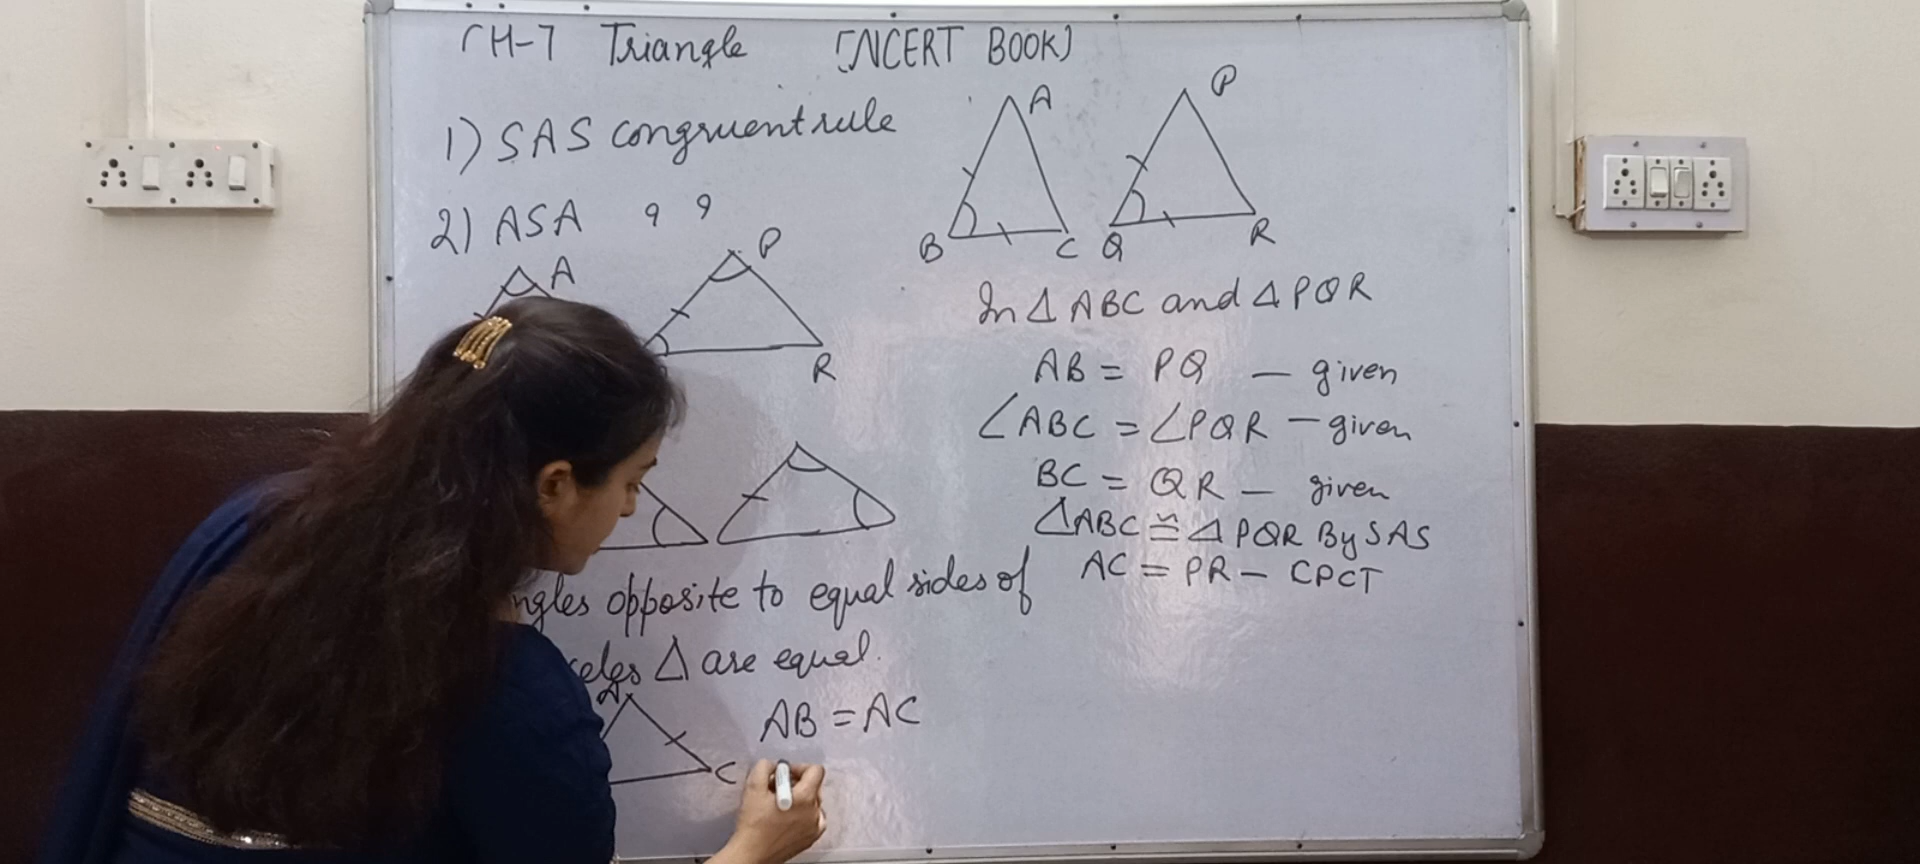 CH-7 Triangle [NCERT BOOK]
1) SAS congruent rule
2) ASA " "
A
P
R
ngles opposite to equal sides of
celes Δ are equal.
A
C
AB = AC
A
B
C
P
Q
R
In Δ ABC and Δ PQR
AB = PQ — given
∠ABC = ∠PQR — given
BC = QR — given
ΔABC ≅ Δ PQR By SAS
AC = PR — CPCT